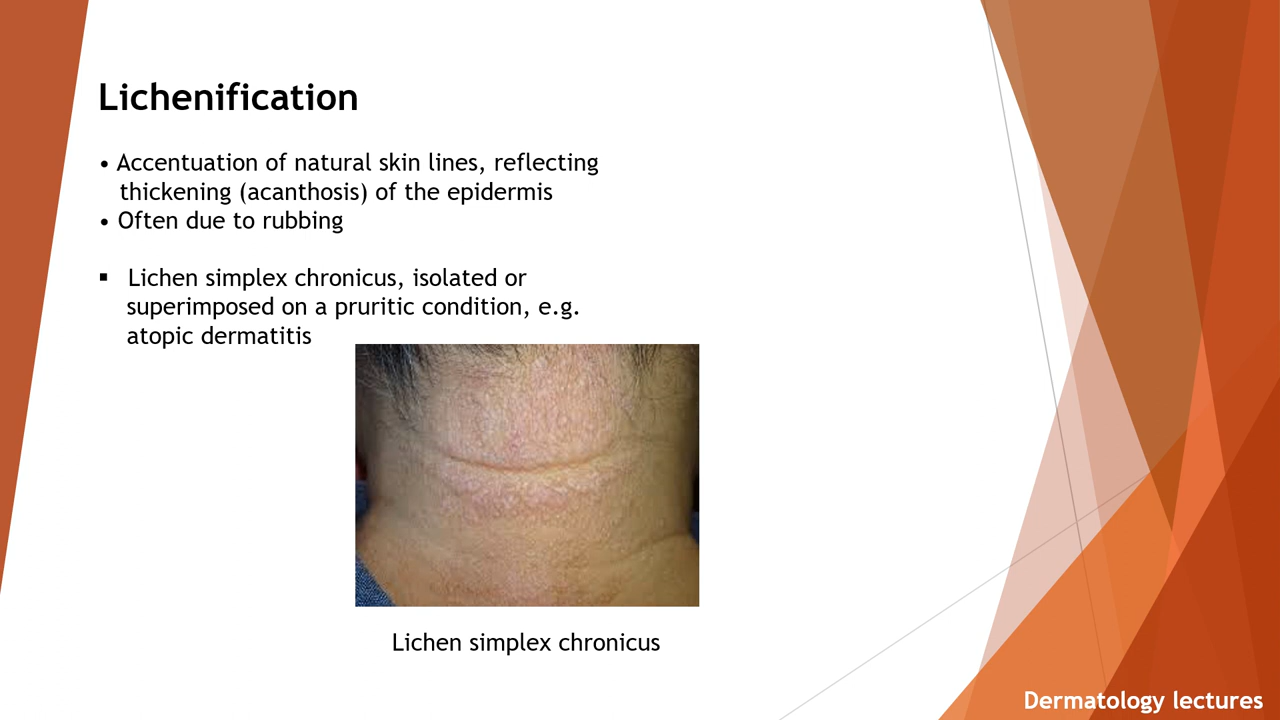 Lichenification
• Accentuation of natural skin lines, reflecting
thickening (acanthosis) of the epidermis
• Often due to rubbing
▪ Lichen simplex chronicus, isolated or
superimposed on a pruritic condition, e.g.
atopic dermatitis
Lichen simplex chronicus
Dermatology lectures